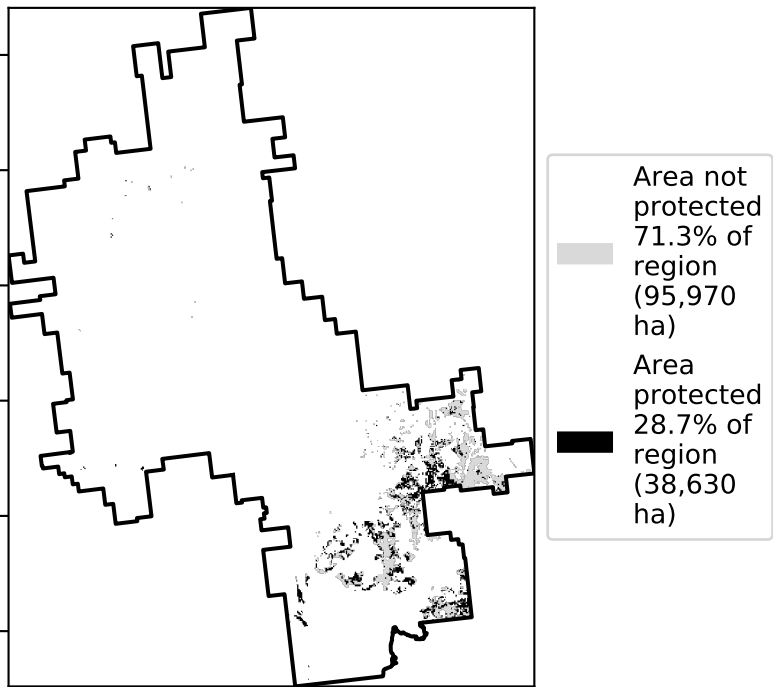 Area not
protected
71.3% of
region
(95,970
ha)
Area
protected
28.7% of
region
(38,630
ha)